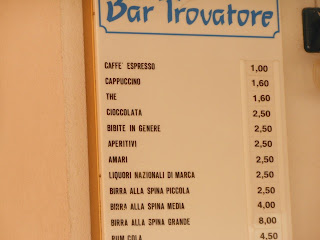 Bar Trovatore
CAFFE' ESPRESSO 1,00
CAPPUCCINO 1,60
THE 1,60
CIOCCOLATA 2,50
BIBITE IN GENERE 2,50
APERITIVI 2,50
AMARI 2,50
LIQUORI NAZIONALI DI MARCA 2,50
BIRRA ALLA SPINA PICCOLA 2,50
BIRRA ALLA SPINA MEDIA 4,00
BIRRA ALLA SPINA GRANDE 8,00
RUM COLA 4,50